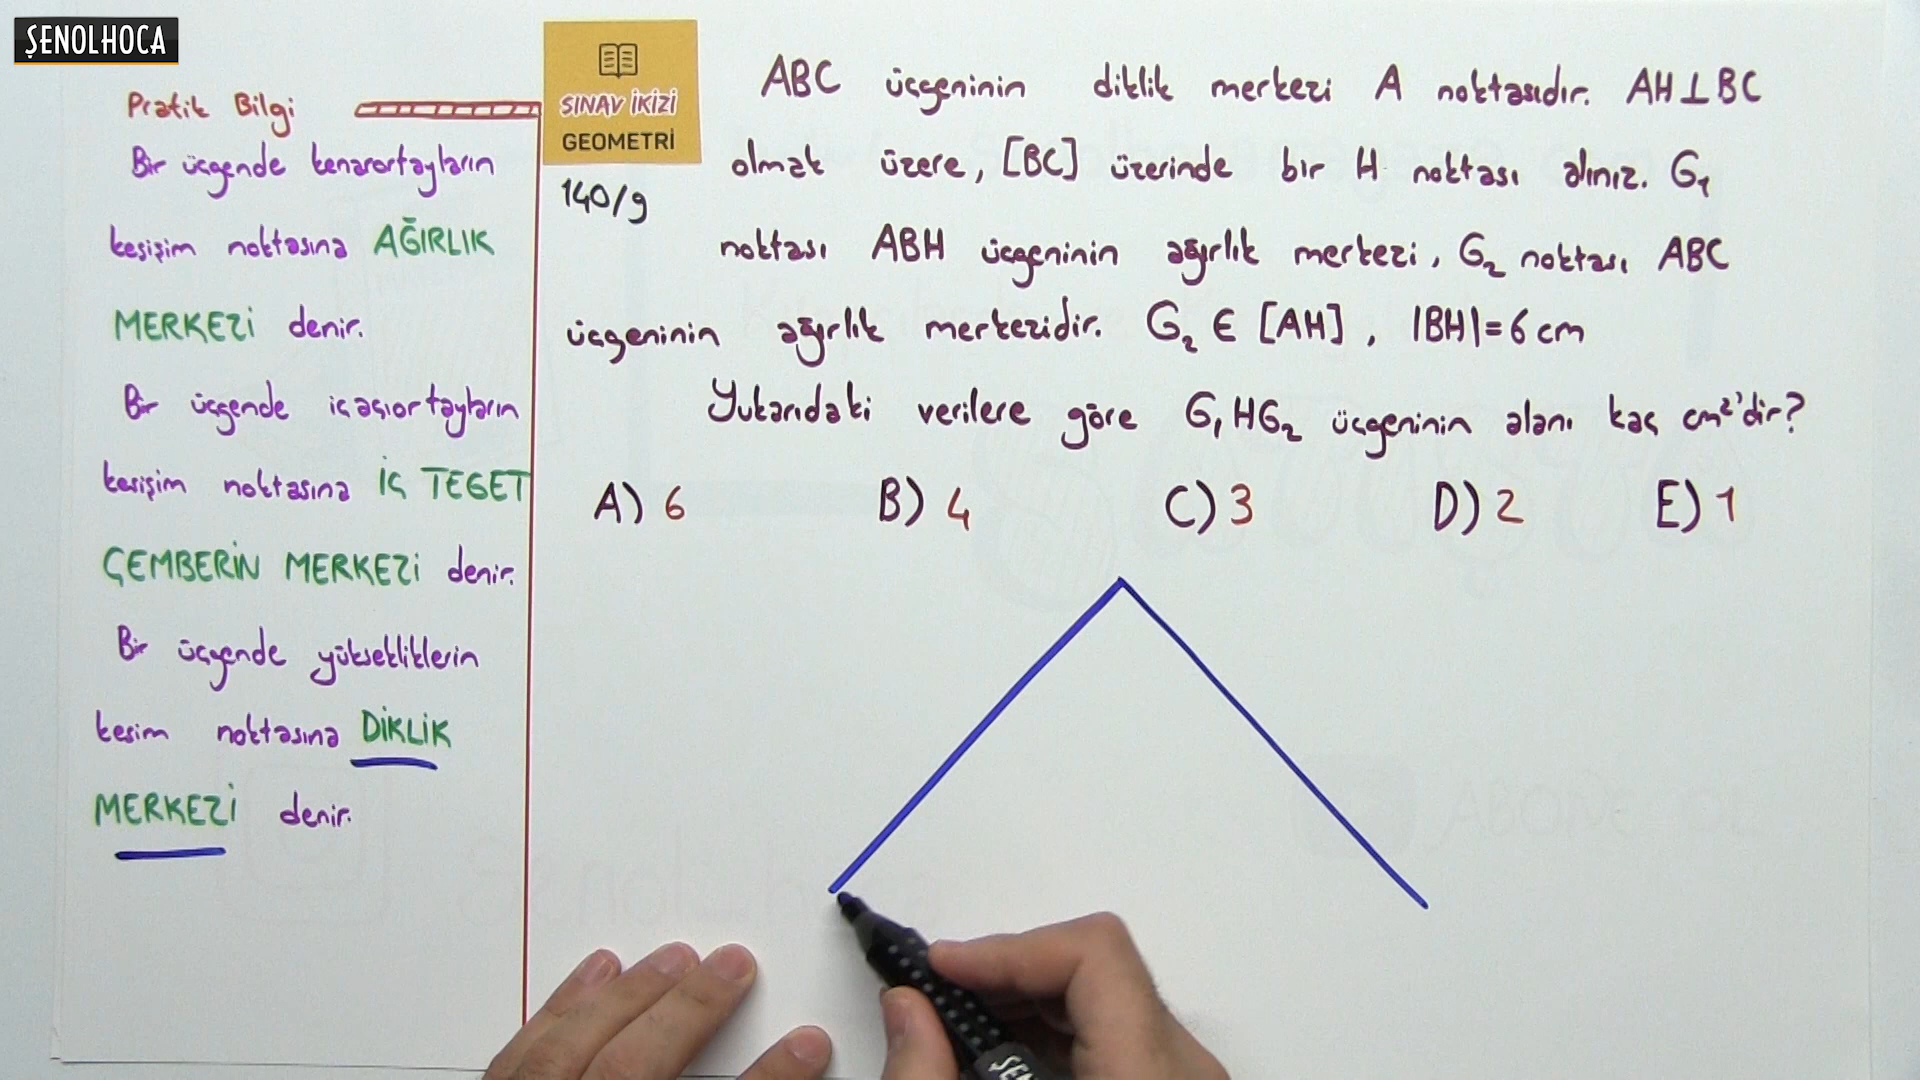 ŞENOLHOCA
Pratik Bilgi
Bir üçgende kenarortayların
kesişim noktasına AĞIRLIK
MERKEZİ denir.
Bir üçgende iç açıortayların
kesişim noktasına İÇ TEĞET
ÇEMBERİN MERKEZİ denir.
Bir üçgende yüksekliklerin
kesim noktasına DİKLİK
MERKEZİ denir.
SINAV İKİZİ
GEOMETRİ
140/9
ABC üçgeninin diklik merkezi A noktasıdır. AH⊥BC
olmak üzere, [BC] üzerinde bir H noktası alınız. G₁
noktası ABH üçgeninin ağırlık merkezi, G₂ noktası ABC
üçgeninin ağırlık merkezidir. G₂ ∈ [AH], |BH|=6 cm
Yukarıdaki verilere göre G₁HG₂ üçgeninin alanı kaç cm²'dir?
A) 6 B) 4 C) 3 D) 2 E) 1